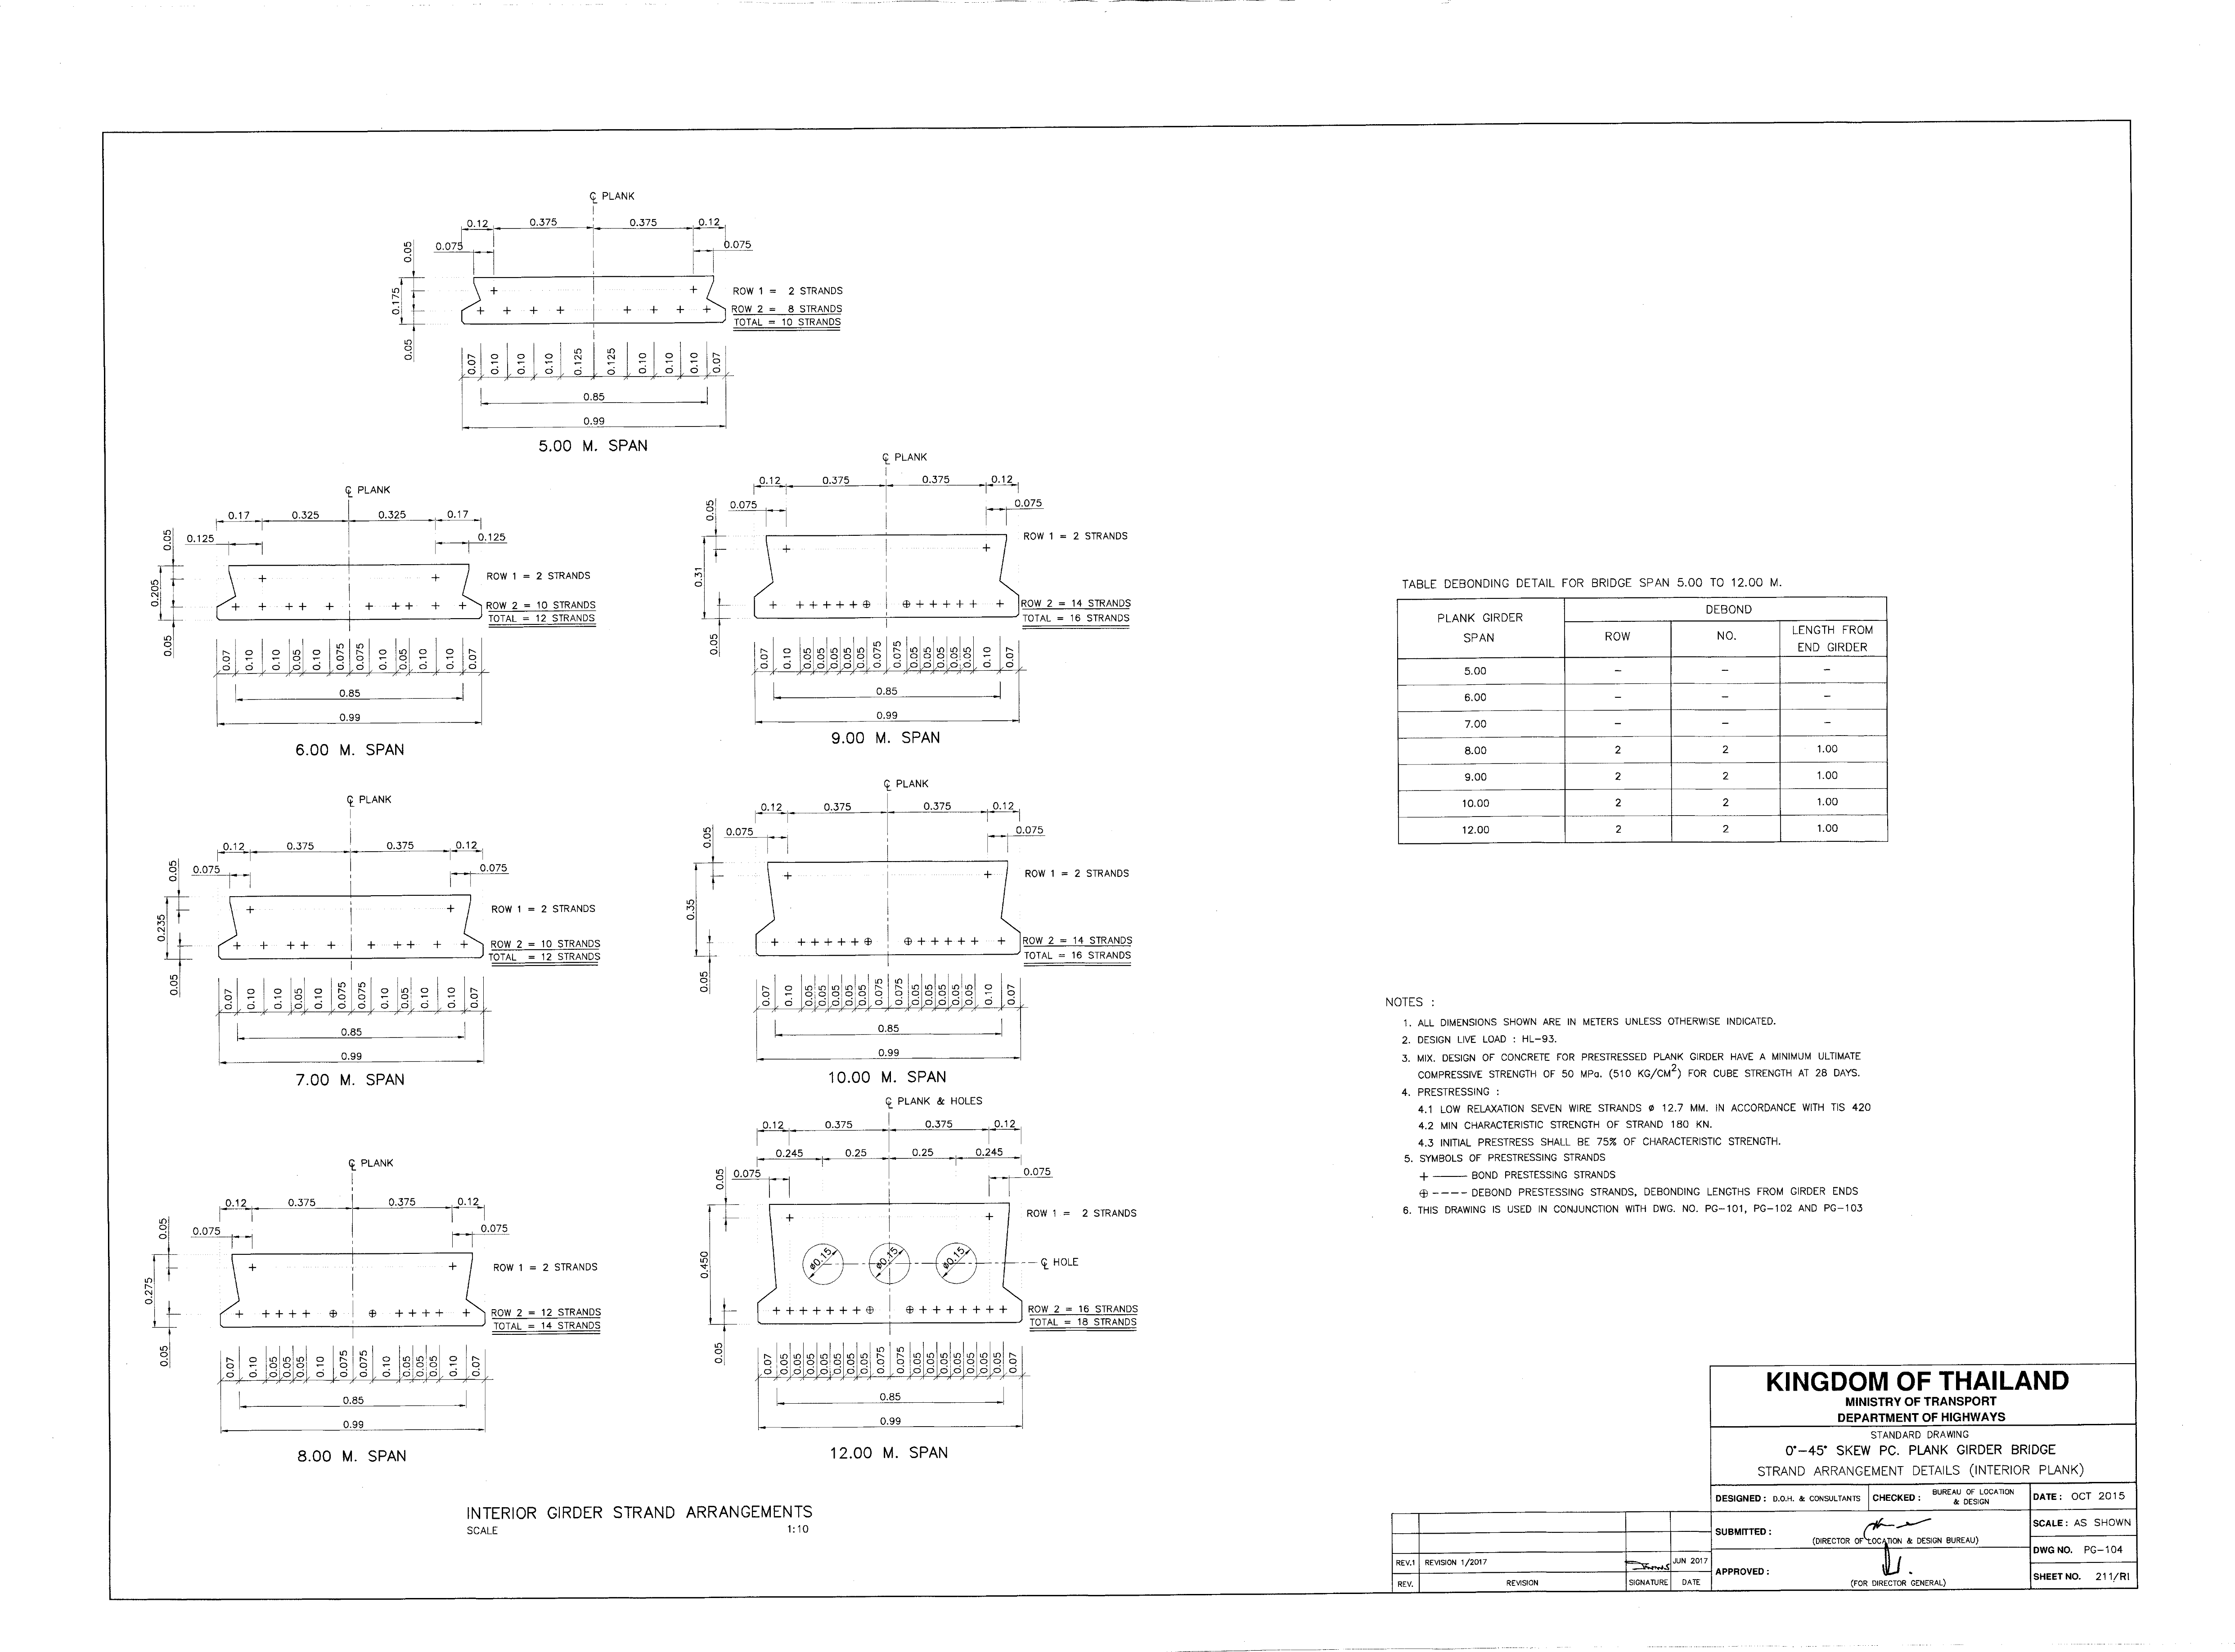 ℄ PLANK
0.12 0.375 0.375 0.12
0.075 0.075
0.05
0.175
0.05
ROW 1 = 2 STRANDS
ROW 2 = 8 STRANDS
TOTAL = 10 STRANDS
0.07 0.10 0.10 0.10 0.125 0.125 0.10 0.10 0.10 0.07
0.85
0.99
5.00 M. SPAN
℄ PLANK
0.17 0.325 0.325 0.17
0.125 0.125
0.05
0.205
0.05
ROW 1 = 2 STRANDS
ROW 2 = 10 STRANDS
TOTAL = 12 STRANDS
0.07 0.10 0.10 0.05 0.10 0.075 0.075 0.10 0.05 0.10 0.10 0.07
0.85
0.99
6.00 M. SPAN
℄ PLANK
0.12 0.375 0.375 0.12
0.075 0.075
0.05
0.31
0.05
ROW 1 = 2 STRANDS
ROW 2 = 14 STRANDS
TOTAL = 16 STRANDS
0.07 0.10 0.05 0.05 0.05 0.05 0.05 0.075 0.075 0.05 0.05 0.05 0.05 0.05 0.10 0.07
0.85
0.99
9.00 M. SPAN
℄ PLANK
0.12 0.375 0.375 0.12
0.075 0.075
0.05
0.235
0.05
ROW 1 = 2 STRANDS
ROW 2 = 10 STRANDS
TOTAL = 12 STRANDS
0.07 0.10 0.10 0.05 0.10 0.075 0.075 0.10 0.05 0.10 0.10 0.07
0.85
0.99
7.00 M. SPAN
℄ PLANK
0.12 0.375 0.375 0.12
0.075 0.075
0.05
0.35
0.05
ROW 1 = 2 STRANDS
ROW 2 = 14 STRANDS
TOTAL = 16 STRANDS
0.07 0.10 0.05 0.05 0.05 0.05 0.05 0.075 0.075 0.05 0.05 0.05 0.05 0.05 0.10 0.07
0.85
0.99
10.00 M. SPAN
℄ PLANK
0.12 0.375 0.375 0.12
0.075 0.075
0.05
0.275
0.05
ROW 1 = 2 STRANDS
ROW 2 = 12 STRANDS
TOTAL = 14 STRANDS
0.07 0.10 0.05 0.05 0.05 0.10 0.075 0.075 0.10 0.05 0.05 0.05 0.10 0.07
0.85
0.99
8.00 M. SPAN
℄ PLANK & HOLES
0.12 0.375 0.375 0.12
0.245 0.25 0.25 0.245
0.075 0.075
0.05
0.450
0.05
ø0.15 ø0.15 ø0.15
℄ HOLE
ROW 1 = 2 STRANDS
ROW 2 = 16 STRANDS
TOTAL = 18 STRANDS
0.07 0.05 0.05 0.05 0.05 0.05 0.05 0.05 0.075 0.075 0.05 0.05 0.05 0.05 0.05 0.05 0.05 0.07
0.85
0.99
12.00 M. SPAN
INTERIOR GIRDER STRAND ARRANGEMENTS
SCALE 1:10
TABLE DEBONDING DETAIL FOR BRIDGE SPAN 5.00 TO 12.00 M.
PLANK GIRDER SPAN DEBOND
ROW NO. LENGTH FROM END GIRDER
5.00 – – –
6.00 – – –
7.00 – – –
8.00 2 2 1.00
9.00 2 2 1.00
10.00 2 2 1.00
12.00 2 2 1.00
NOTES :
1. ALL DIMENSIONS SHOWN ARE IN METERS UNLESS OTHERWISE INDICATED.
2. DESIGN LIVE LOAD : HL-93.
3. MIX. DESIGN OF CONCRETE FOR PRESTRESSED PLANK GIRDER HAVE A MINIMUM ULTIMATE
COMPRESSIVE STRENGTH OF 50 MPa. (510 KG/CM²) FOR CUBE STRENGTH AT 28 DAYS.
4. PRESTRESSING :
4.1 LOW RELAXATION SEVEN WIRE STRANDS ø 12.7 MM. IN ACCORDANCE WITH TIS 420
4.2 MIN CHARACTERISTIC STRENGTH OF STRAND 180 KN.
4.3 INITIAL PRESTRESS SHALL BE 75% OF CHARACTERISTIC STRENGTH.
5. SYMBOLS OF PRESTRESSING STRANDS
+ —— BOND PRESTESSING STRANDS
⊕ ---- DEBOND PRESTESSING STRANDS, DEBONDING LENGTHS FROM GIRDER ENDS
6. THIS DRAWING IS USED IN CONJUNCTION WITH DWG. NO. PG-101, PG-102 AND PG-103
KINGDOM OF THAILAND
MINISTRY OF TRANSPORT
DEPARTMENT OF HIGHWAYS
STANDARD DRAWING
0°-45° SKEW PC. PLANK GIRDER BRIDGE
STRAND ARRANGEMENT DETAILS (INTERIOR PLANK)
DESIGNED : D.O.H. & CONSULTANTS CHECKED : BUREAU OF LOCATION & DESIGN DATE : OCT 2015
SUBMITTED : (DIRECTOR OF LOCATION & DESIGN BUREAU) SCALE : AS SHOWN
DWG NO. PG-104
APPROVED : (FOR DIRECTOR GENERAL) SHEET NO. 211/R1
REV.1 REVISION 1/2017 JUN 2017
REV. REVISION SIGNATURE DATE